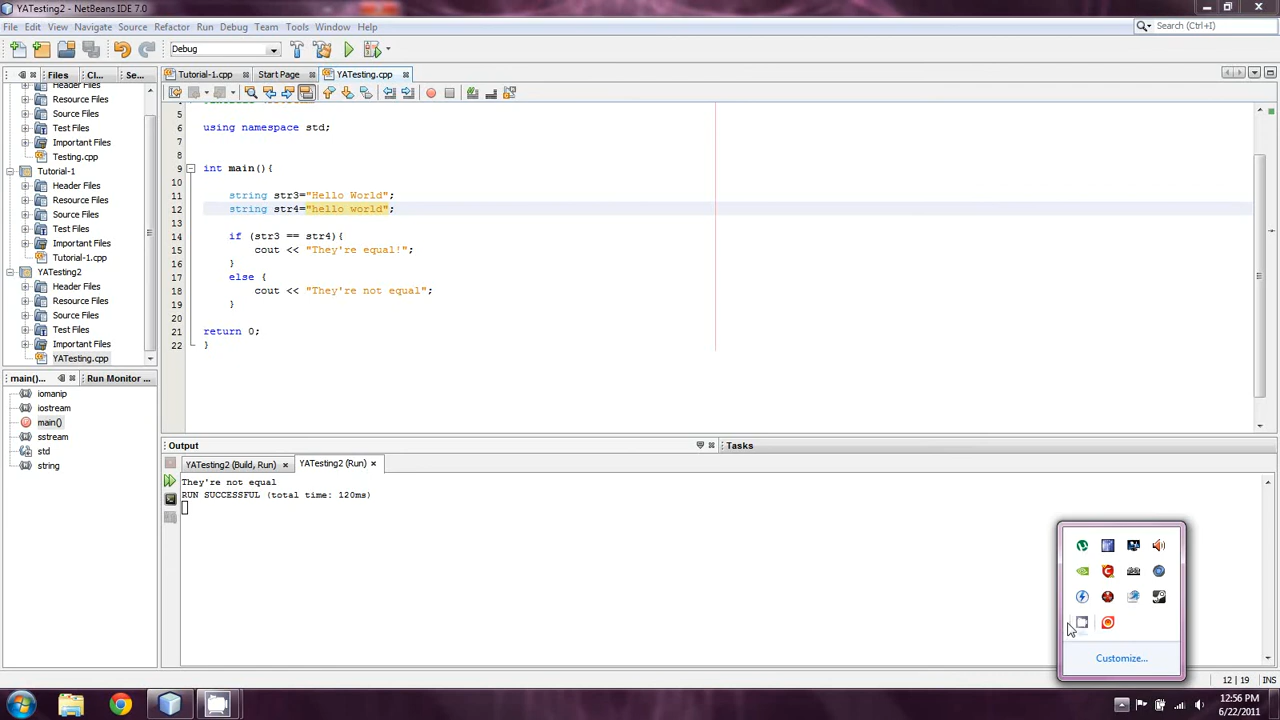 YATesting2 - NetBeans IDE 7.0
File Edit View Navigate Source Refactor Run Debug Team Tools Window Help
Search (Ctrl+I)
Debug
Files Cl... Se...
Tutorial-1.cpp Start Page YATesting.cpp
Header Files
Resource Files
Source Files
Test Files
Important Files
Testing.cpp
Tutorial-1
Header Files
Resource Files
Source Files
Test Files
Important Files
Tutorial-1.cpp
YATesting2
Header Files
Resource Files
Source Files
Test Files
Important Files
YATesting.cpp
5
6 using namespace std;
7
8
9 int main(){
10
11 string str3="Hello World";
12 string str4="hello world";
13
14 if (str3 == str4){
15 cout << "They're equal!";
16 }
17 else {
18 cout << "They're not equal";
19 }
20
21 return 0;
22 }
main()... Run Monitor ...
iomanip
iostream
main()
sstream
std
string
Output Tasks
YATesting2 (Build, Run) YATesting2 (Run)
They're not equal
RUN SUCCESSFUL (total time: 120ms)
Customize...
12 | 19 INS
12:56 PM
6/22/2011